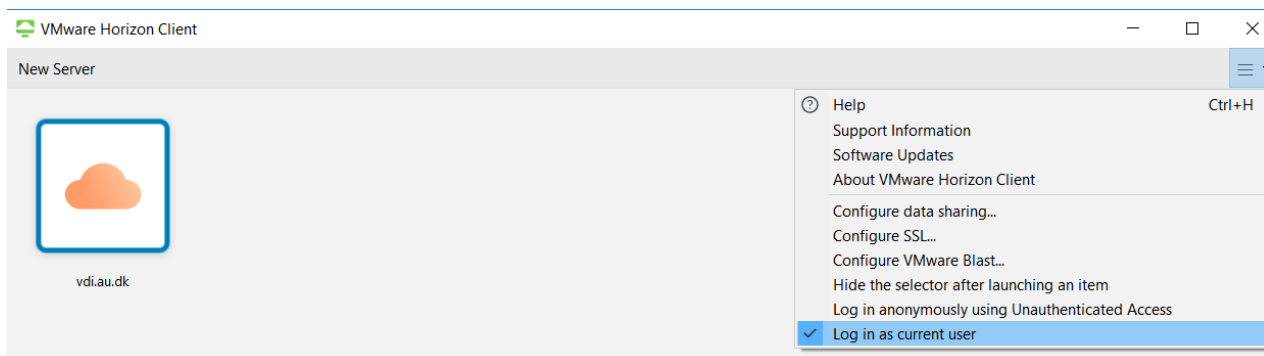 VMware Horizon Client
New Server
Help Ctrl+H
Support Information
Software Updates
About VMware Horizon Client
Configure data sharing...
Configure SSL...
Configure VMware Blast...
Hide the selector after launching an item
Log in anonymously using Unauthenticated Access
Log in as current user
vdi.au.dk